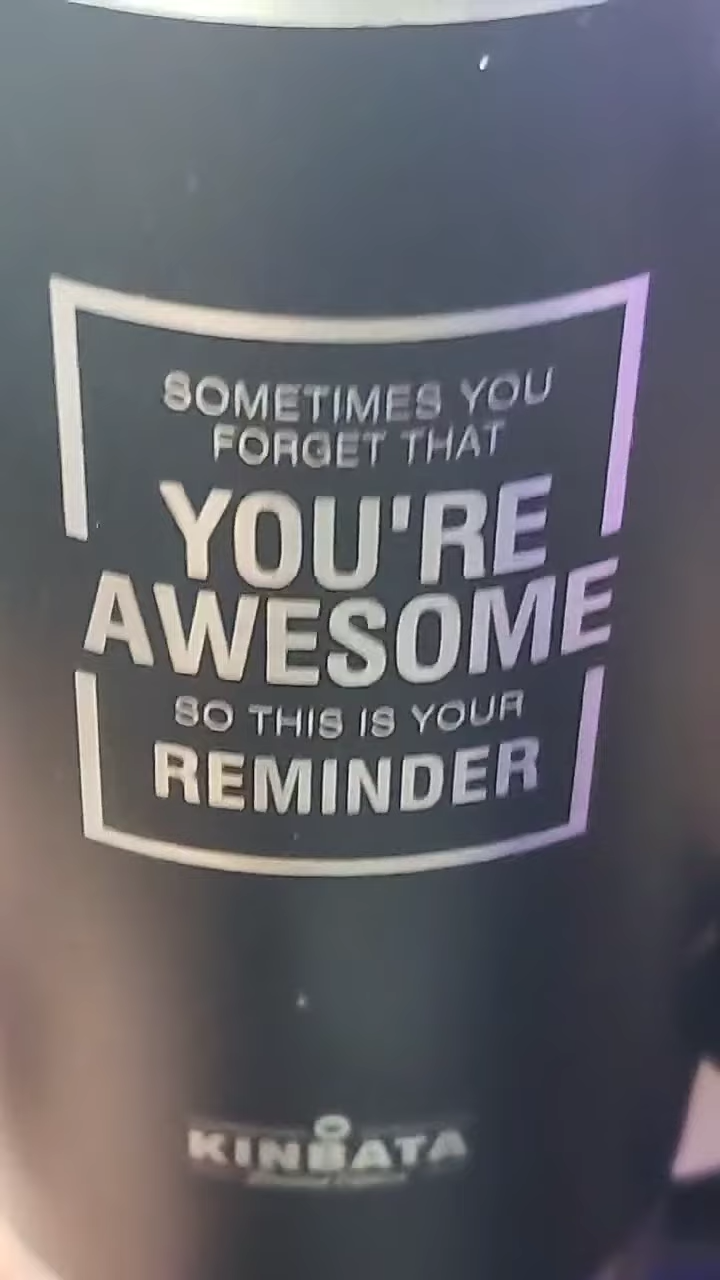 SOMETIMES YOU
FORGET THAT
YOU'RE
AWESOME
SO THIS IS YOUR
REMINDER
KINBATA